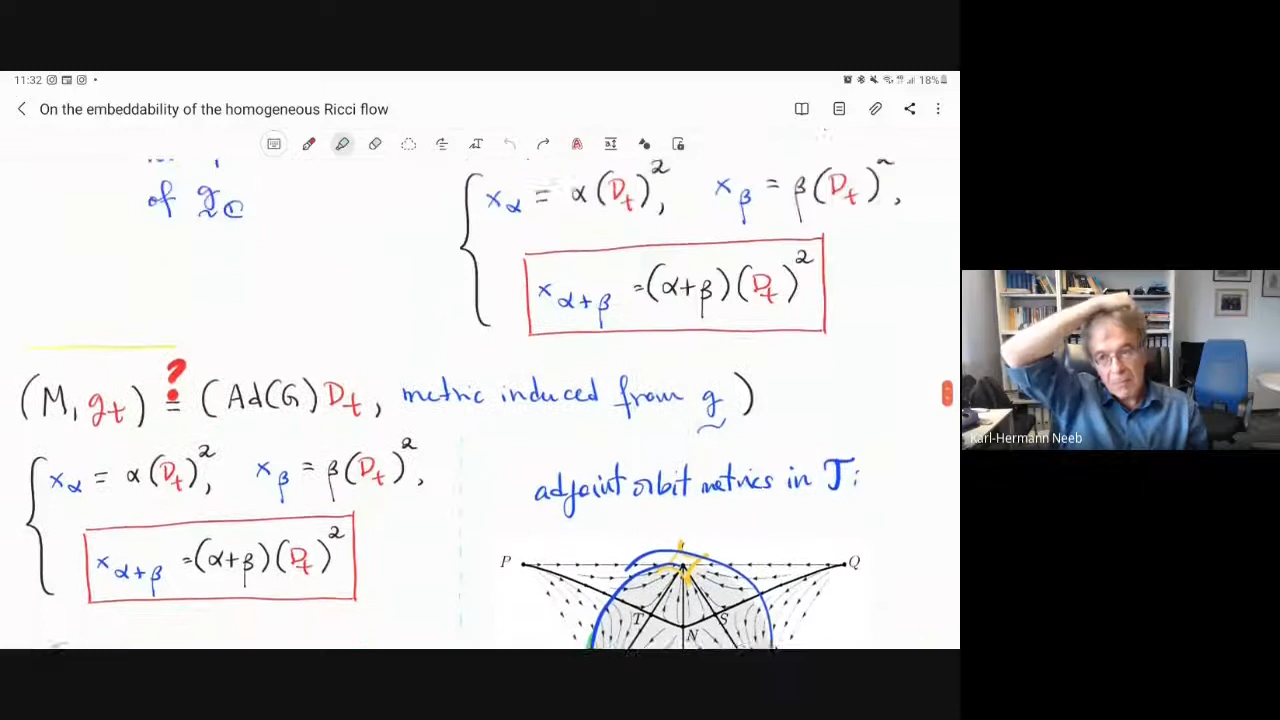 11:32 18%
On the embeddability of the homogeneous Ricci flow
of g_ℂ
x_α = α(D_t)², x_β = β(D_t)²,
x_{α+β} = (α+β)(D_t)²
(M, g_t) ≟ (Ad(G) D_t, metric induced from g)
x_α = α(D_t)², x_β = β(D_t)²,
x_{α+β} = (α+β)(D_t)²
adjoint orbit metrics in T:
P Q
T S
N
Karl-Hermann Neeb